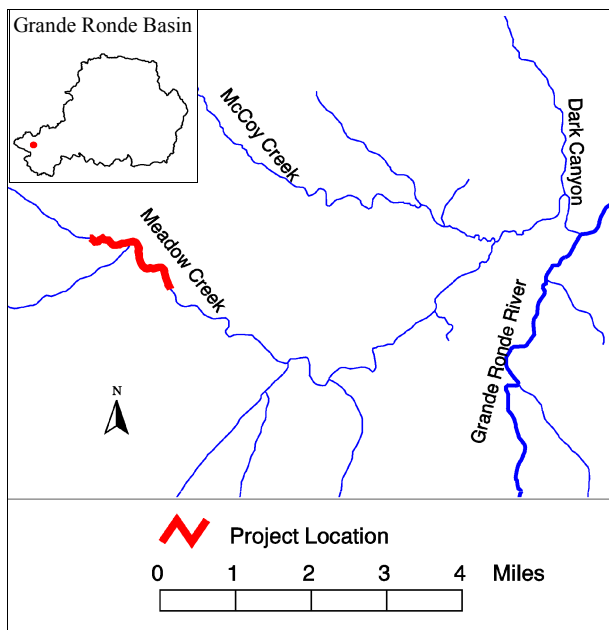 Grande Ronde Basin
McCoy Creek
Dark Canyon
Meadow Creek
Grande Ronde River
N
Project Location
0 1 2 3 4 Miles